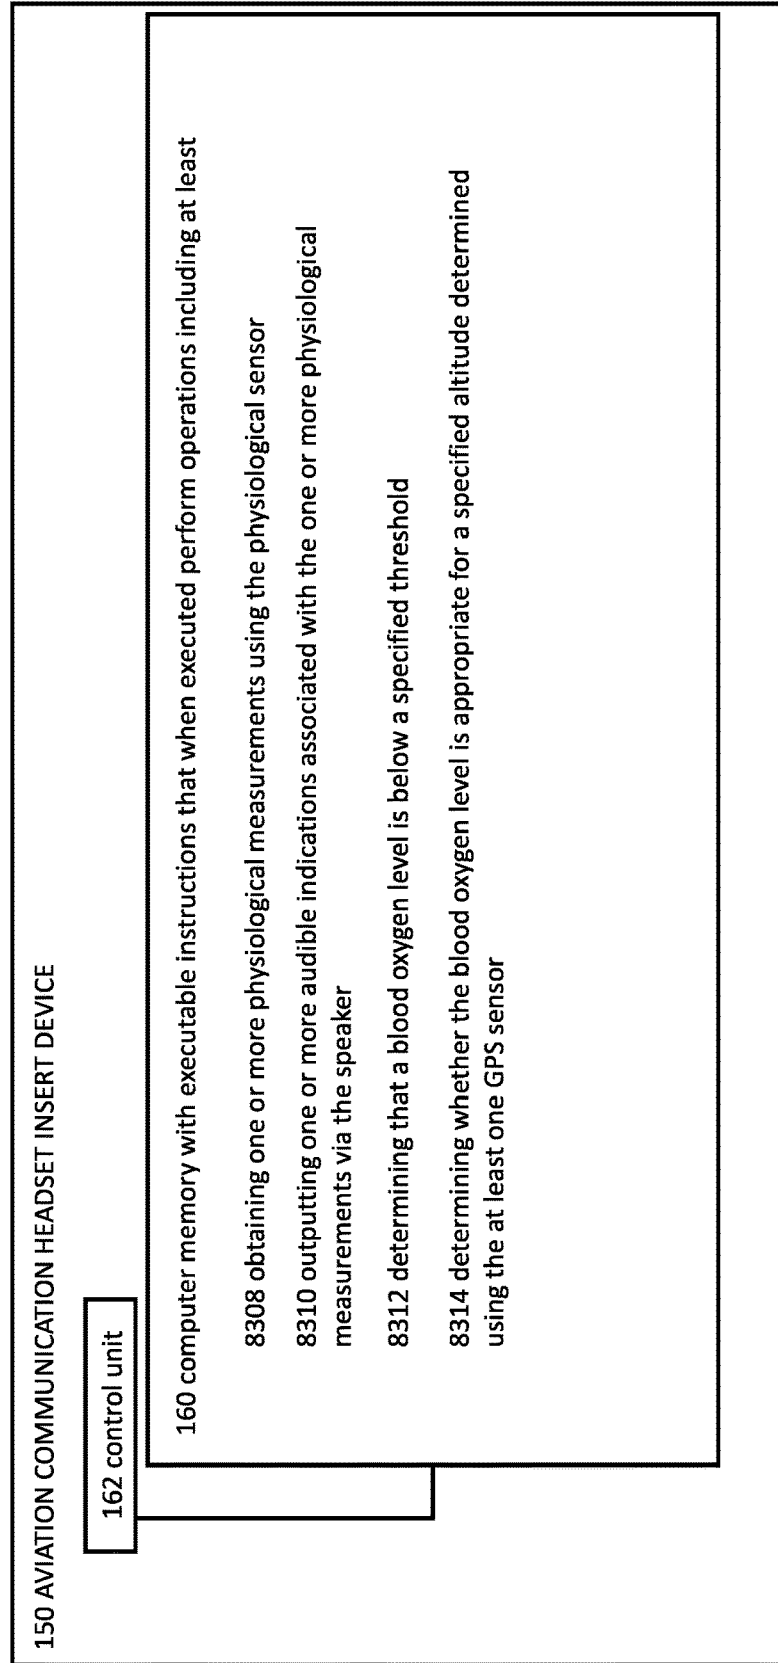 150 AVIATION COMMUNICATION HEADSET INSERT DEVICE
162 control unit
160 computer memory with executable instructions that when executed perform operations including at least
8308 obtaining one or more physiological measurements using the physiological sensor
8310 outputting one or more audible indications associated with the one or more physiological
measurements via the speaker
8312 determining that a blood oxygen level is below a specified threshold
8314 determining whether the blood oxygen level is appropriate for a specified altitude determined
using the at least one GPS sensor